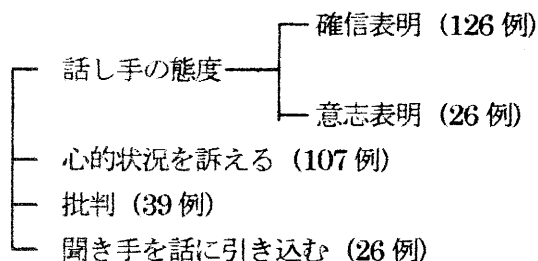 確信表明 (126 例)
話し手の態度
意志表明 (26 例)
心的状況を訴える (107 例)
批判 (39 例)
聞き手を話に引き込む (26 例)